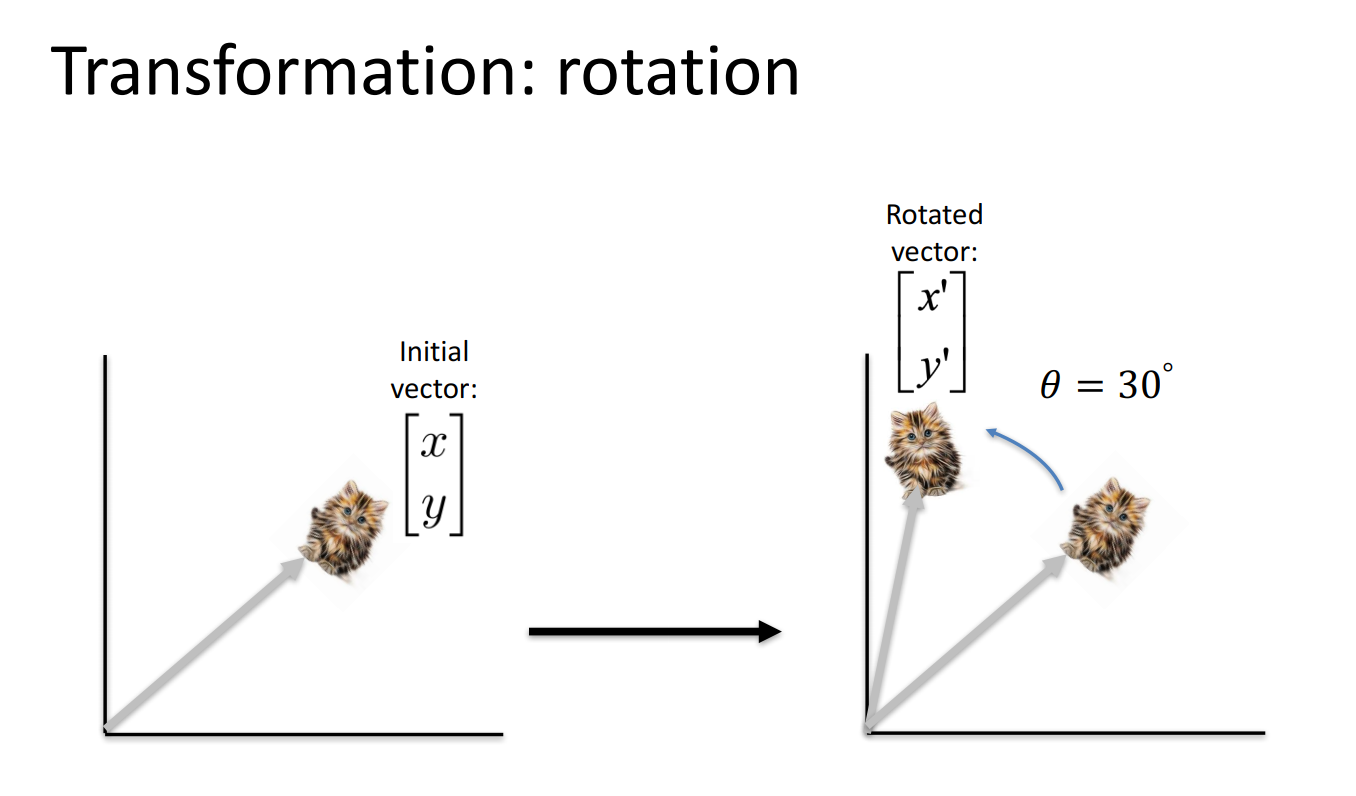 Transformation: rotation
Initial
vector:
[x
y]
Rotated
vector:
[x'
y']
θ = 30°